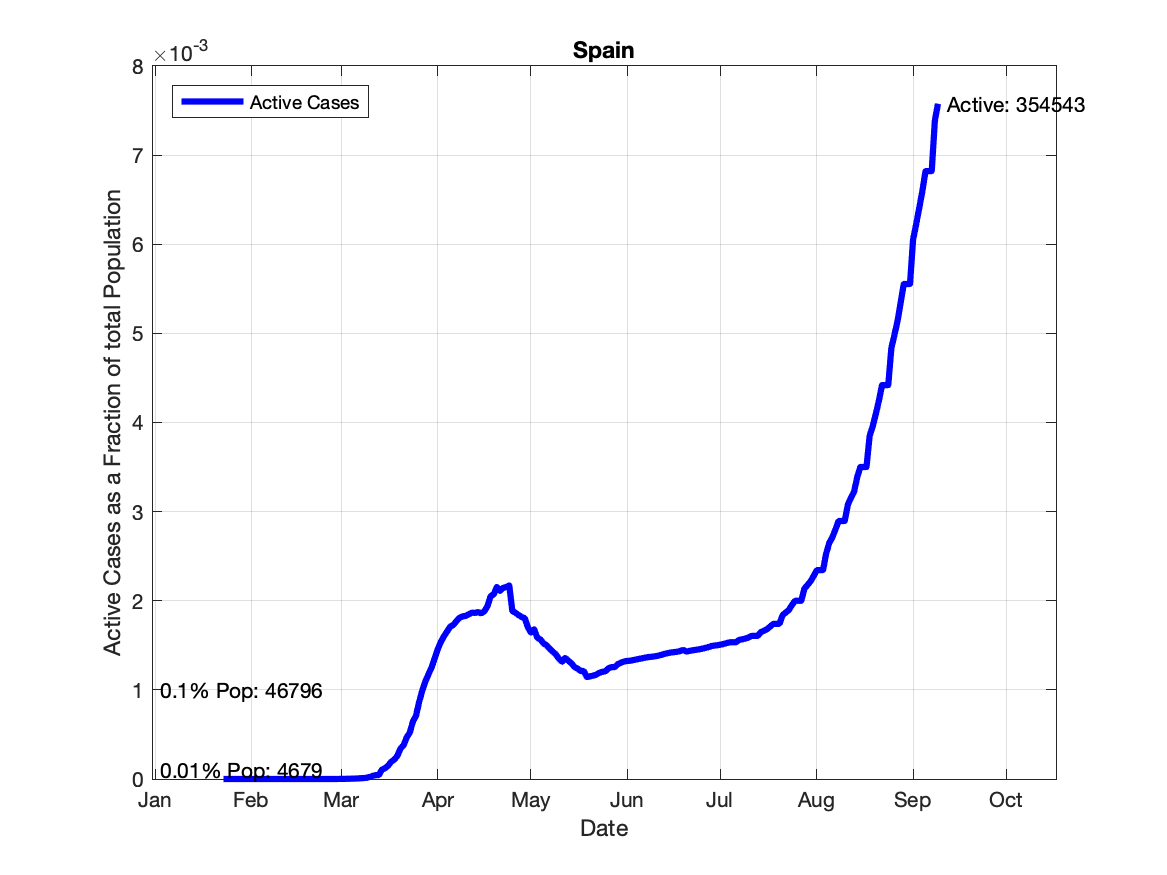 Spain
×10-3
8
7
6
5
4
3
2
1
0
Active Cases as a Fraction of total Population
Active Cases
Active: 354543
0.1% Pop: 46796
0.01% Pop: 4679
Jan Feb Mar Apr May Jun Jul Aug Sep Oct
Date